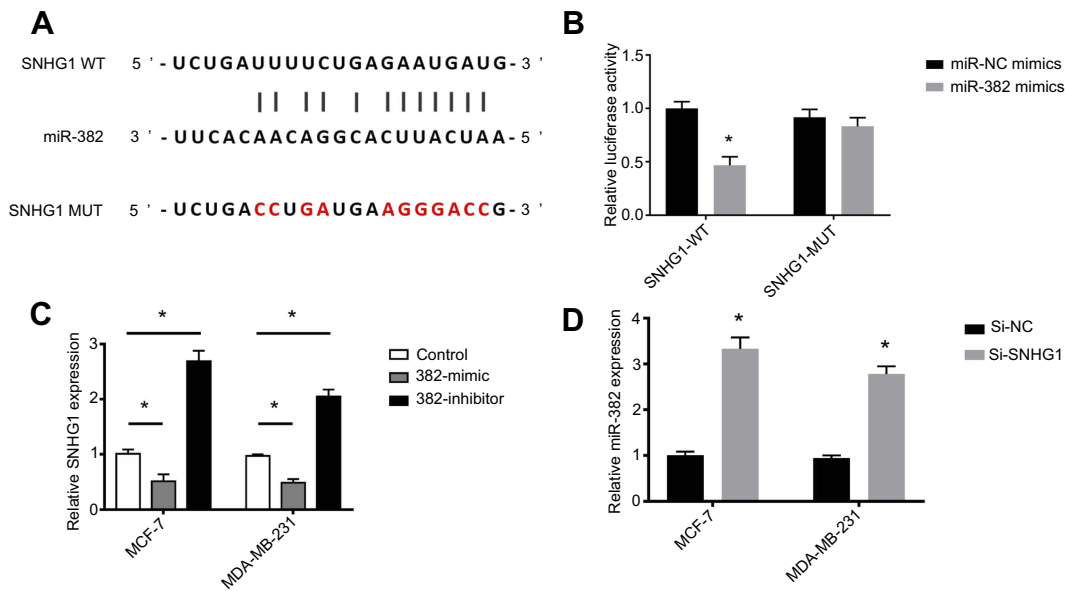 A
SNHG1 WT 5 ' - UCUGAUUUUCUGAGAAUGAUG- 3 '
miR-382 3 ' - UUCACAACAGGCACUUACUAA- 5 '
SNHG1 MUT 5 ' - UCUGACCUGAUGAAGGGACCG- 3 '
B
Relative luciferase activity
1.5
1.0
0.5
0.0
*
SNHG1-WT
SNHG1-MUT
miR-NC mimics
miR-382 mimics
C
Relative SNHG1 expression
3
2
1
0
*
*
*
*
MCF-7
MDA-MB-231
Control
382-mimic
382-inhibitor
D
Relative miR-382 expression
4
3
2
1
0
*
*
MCF-7
MDA-MB-231
Si-NC
Si-SNHG1